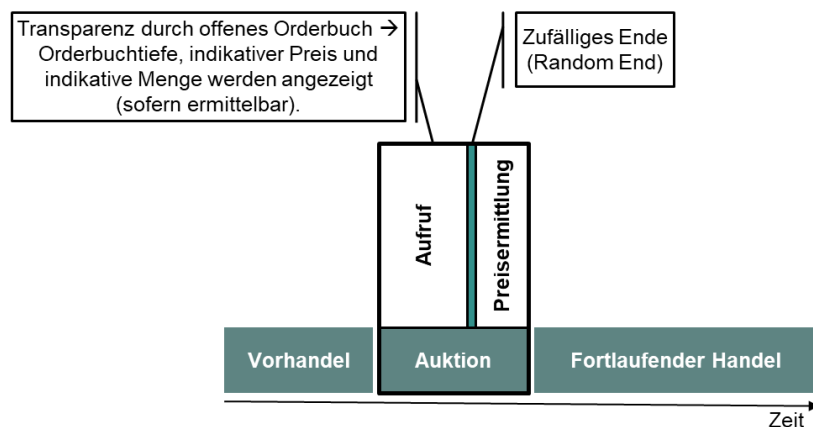 Transparenz durch offenes Orderbuch →
Orderbuchtiefe, indikativer Preis und
indikative Menge werden angezeigt
(sofern ermittelbar).
Zufälliges Ende
(Random End)
Aufruf
Preisermittlung
Vorhandel
Auktion
Fortlaufender Handel
Zeit